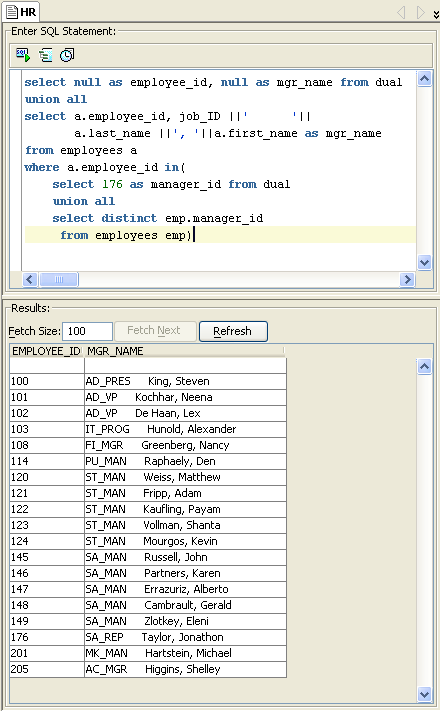 HR
Enter SQL Statement:
select null as employee_id, null as mgr_name from dual
union all
select a.employee_id, job_ID ||'      '||
a.last_name ||', '||a.first_name as mgr_name
from employees a
where a.employee_id in(
select 176 as manager_id from dual
union all
select distinct emp.manager_id
from employees emp)
Results:
Fetch Size: 100 Fetch Next Refresh
EMPLOYEE_ID MGR_NAME
100 AD_PRES King, Steven
101 AD_VP Kochhar, Neena
102 AD_VP De Haan, Lex
103 IT_PROG Hunold, Alexander
108 FI_MGR Greenberg, Nancy
114 PU_MAN Raphaely, Den
120 ST_MAN Weiss, Matthew
121 ST_MAN Fripp, Adam
122 ST_MAN Kaufling, Payam
123 ST_MAN Vollman, Shanta
124 ST_MAN Mourgos, Kevin
145 SA_MAN Russell, John
146 SA_MAN Partners, Karen
147 SA_MAN Errazuriz, Alberto
148 SA_MAN Cambrault, Gerald
149 SA_MAN Zlotkey, Eleni
176 SA_REP Taylor, Jonathon
201 MK_MAN Hartstein, Michael
205 AC_MGR Higgins, Shelley